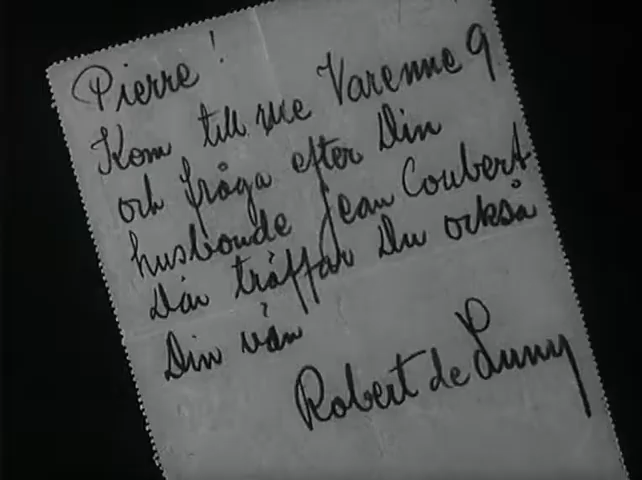 Pierre!
Kom till rue Varenne 9
och fråga efter Din
husbonde Jean Coubert
Där träffar Du också
Din vän
Robert de Luny